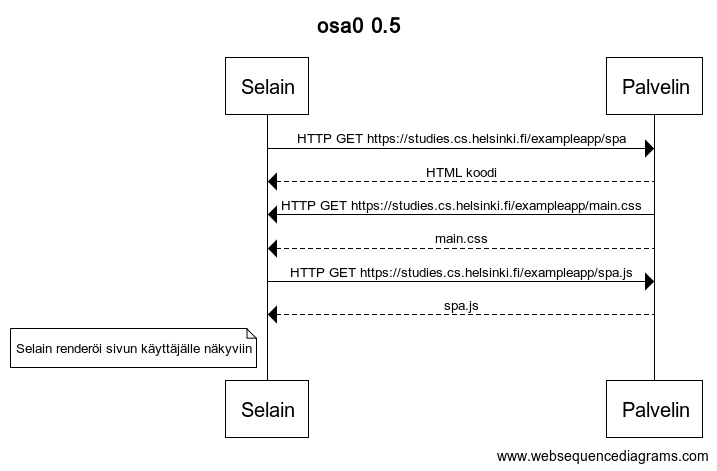 osa0 0.5
Selain
Palvelin
HTTP GET https://studies.cs.helsinki.fi/exampleapp/spa
HTML koodi
HTTP GET https://studies.cs.helsinki.fi/exampleapp/main.css
main.css
HTTP GET https://studies.cs.helsinki.fi/exampleapp/spa.js
spa.js
Selain renderöi sivun käyttäjälle näkyviin
Selain
Palvelin
www.websequencediagrams.com